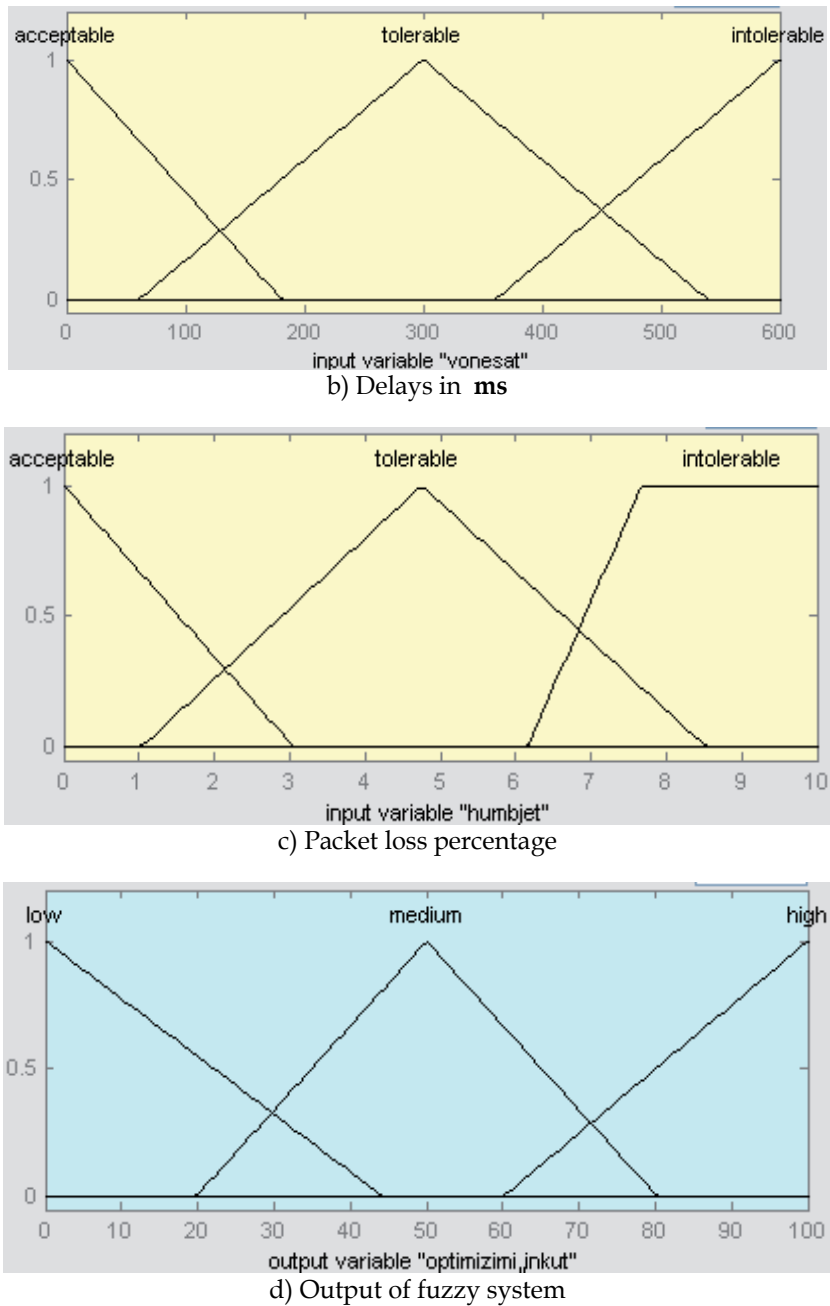 acceptable tolerable intolerable
1
0.5
0
0 100 200 300 400 500 600
input variable "vonesat"
b) Delays in ms
acceptable tolerable intolerable
1
0.5
0
0 1 2 3 4 5 6 7 8 9 10
input variable "humbjet"
c) Packet loss percentage
low medium high
1
0.5
0
0 10 20 30 40 50 60 70 80 90 100
output variable
d) Output of fuzzy system